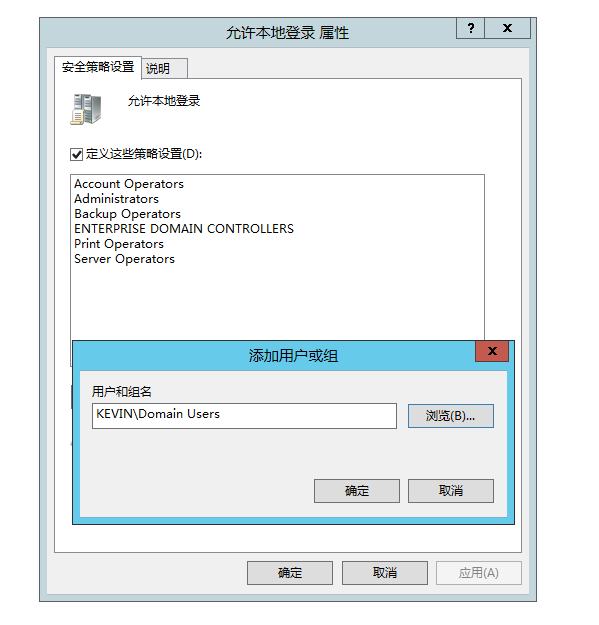 允许本地登录 属性
? x
安全策略设置 说明
允许本地登录
定义这些策略设置(D):
Account Operators
Administrators
Backup Operators
ENTERPRISE DOMAIN CONTROLLERS
Print Operators
Server Operators
添加用户或组
x
用户和组名
KEVIN\Domain Users
浏览(B)...
确定 取消
确定 取消 应用(A)